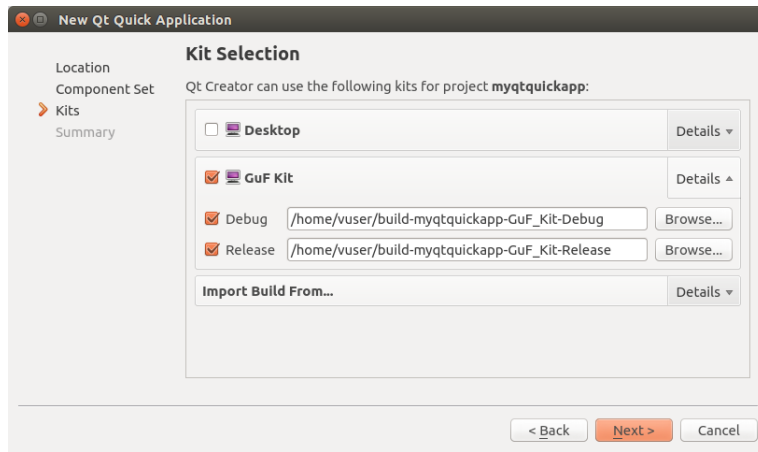 New Qt Quick Application
Location
Component Set
Kits
Summary
Kit Selection
Qt Creator can use the following kits for project myqtquickapp:
Desktop
Details
GuF Kit
Details
Debug
/home/vuser/build-myqtquickapp-GuF_Kit-Debug
Browse...
Release
/home/vuser/build-myqtquickapp-GuF_Kit-Release
Browse...
Import Build From...
Details
< Back
Next >
Cancel